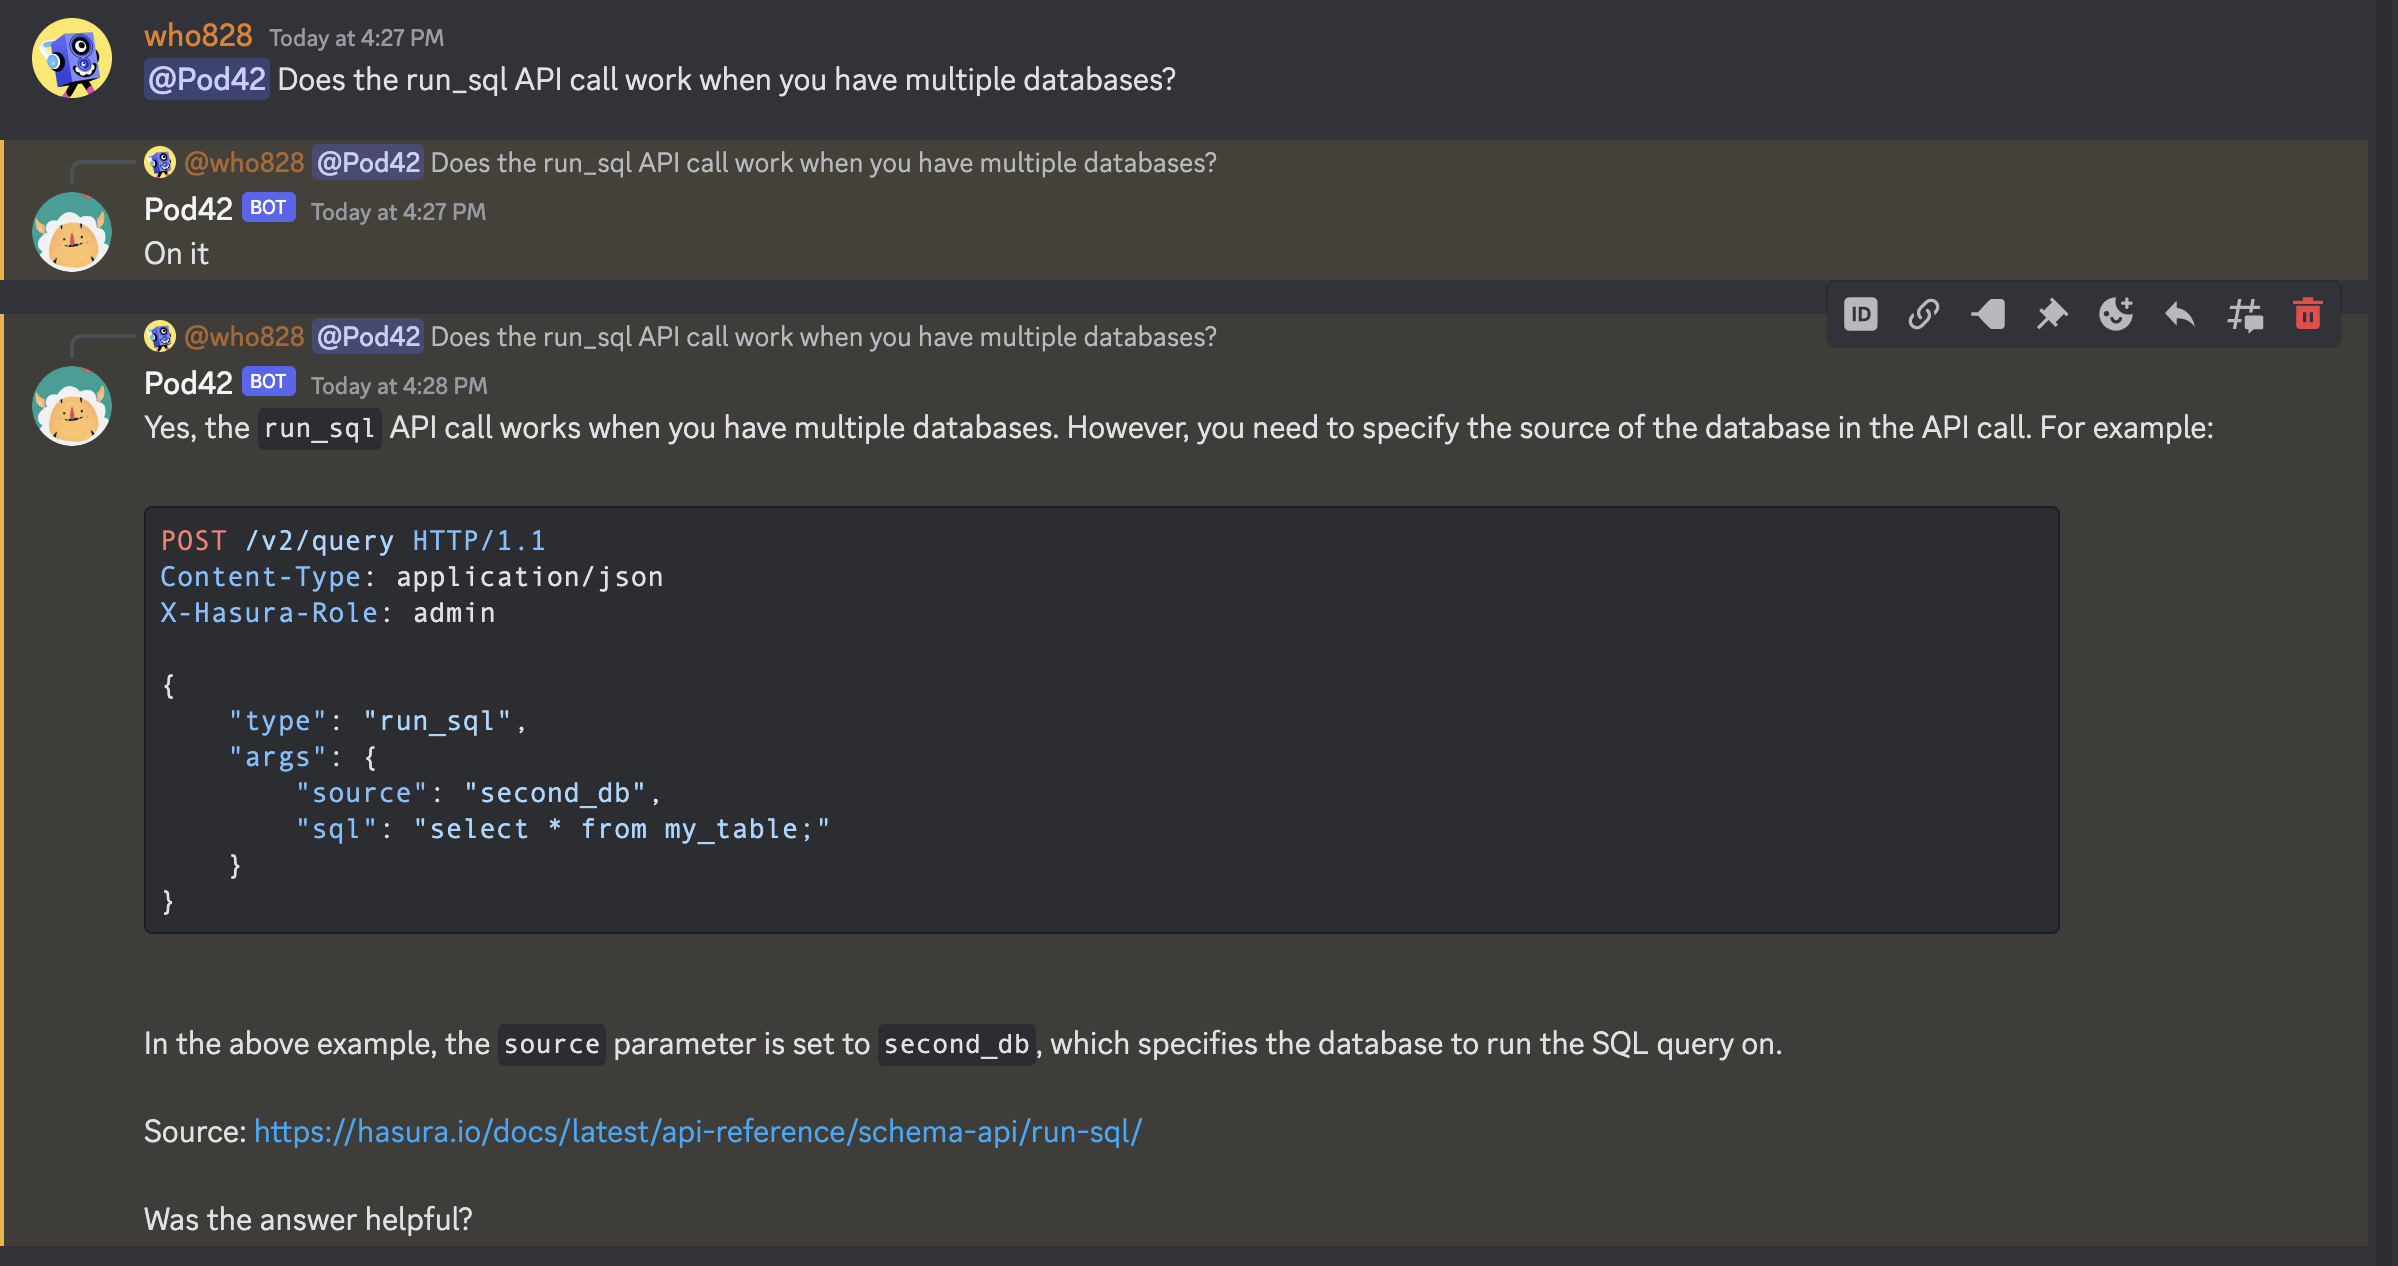 who828 Today at 4:27 PM
@Pod42 Does the run_sql API call work when you have multiple databases?
@who828 @Pod42 Does the run_sql API call work when you have multiple databases?
Pod42 BOT Today at 4:27 PM
On it
ID
@who828 @Pod42 Does the run_sql API call work when you have multiple databases?
Pod42 BOT Today at 4:28 PM
Yes, the run_sql API call works when you have multiple databases. However, you need to specify the source of the database in the API call. For example:
POST /v2/query HTTP/1.1
Content-Type: application/json
X-Hasura-Role: admin
{
    "type": "run_sql",
    "args": {
        "source": "second_db",
        "sql": "select * from my_table;"
    }
}
In the above example, the source parameter is set to second_db, which specifies the database to run the SQL query on.
Source: https://hasura.io/docs/latest/api-reference/schema-api/run-sql/
Was the answer helpful?